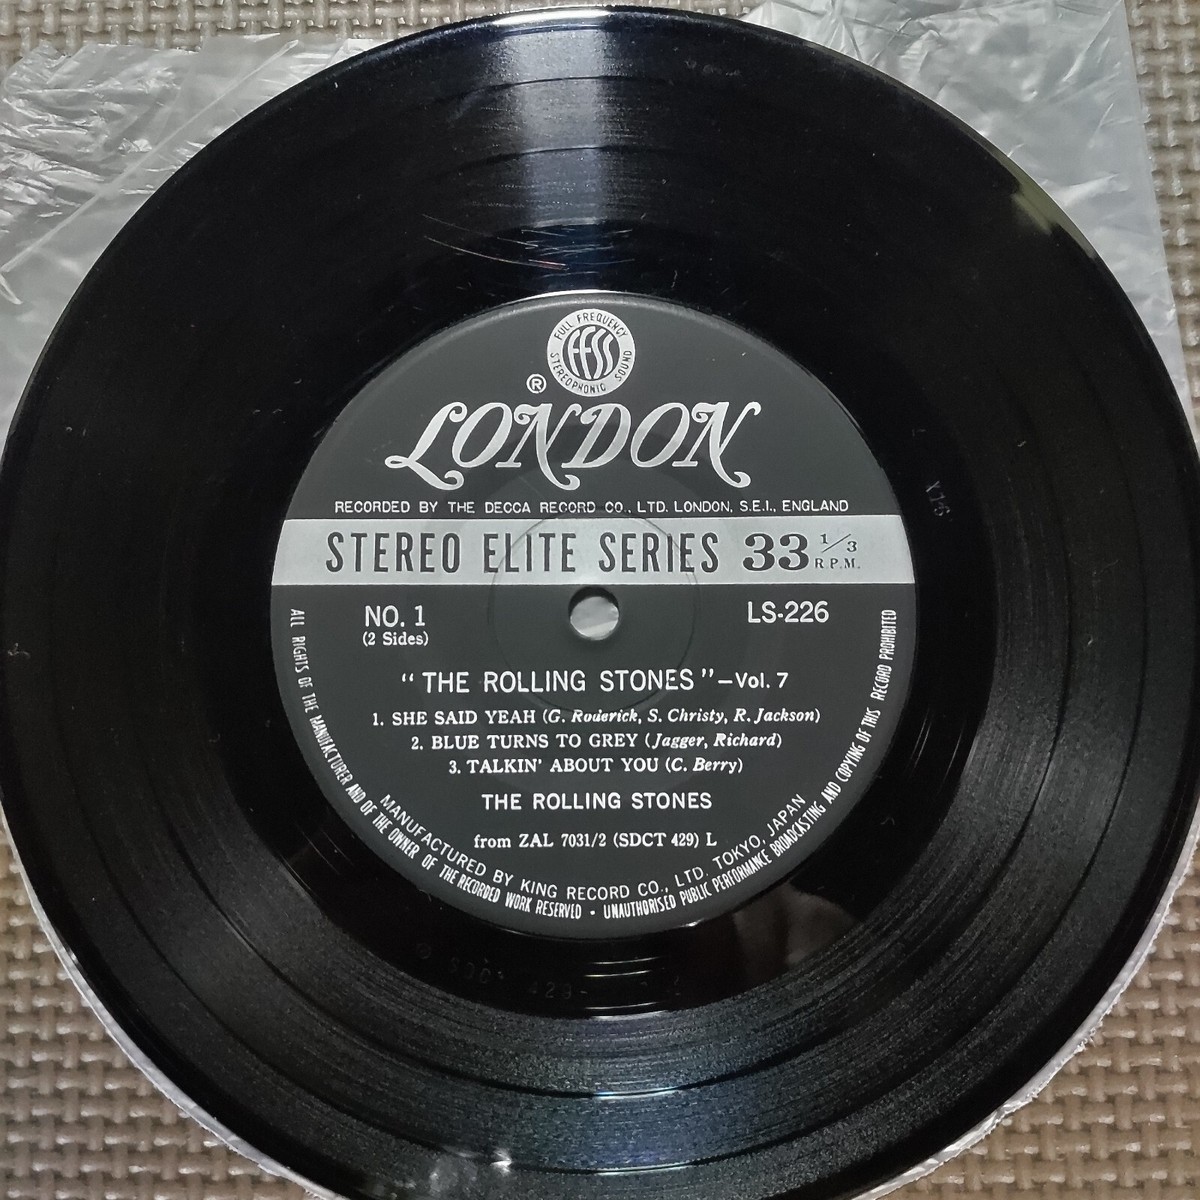 FULL FREQUENCY
FFSS
STEREOPHONIC SOUND
®
LONDON
RECORDED BY THE DECCA RECORD CO., LTD. LONDON, S.E.I., ENGLAND
STEREO ELITE SERIES 33 1/3 R.P.M.
NO. 1 LS-226
(2 Sides)
“THE ROLLING STONES”—Vol. 7
1. SHE SAID YEAH (G. Roderick, S. Christy, R. Jackson)
2. BLUE TURNS TO GREY (Jagger, Richard)
3. TALKIN' ABOUT YOU (C. Berry)
THE ROLLING STONES
from ZAL 7031/2 (SDCT 429) L
MANUFACTURED BY KING RECORD CO., LTD. TOKYO, JAPAN
ALL RIGHTS OF THE MANUFACTURER AND OF THE OWNER OF THE RECORDED WORK RESERVED • UNAUTHORISED PUBLIC PERFORMANCE BROADCASTING AND COPYING OF THIS RECORD PROHIBITED